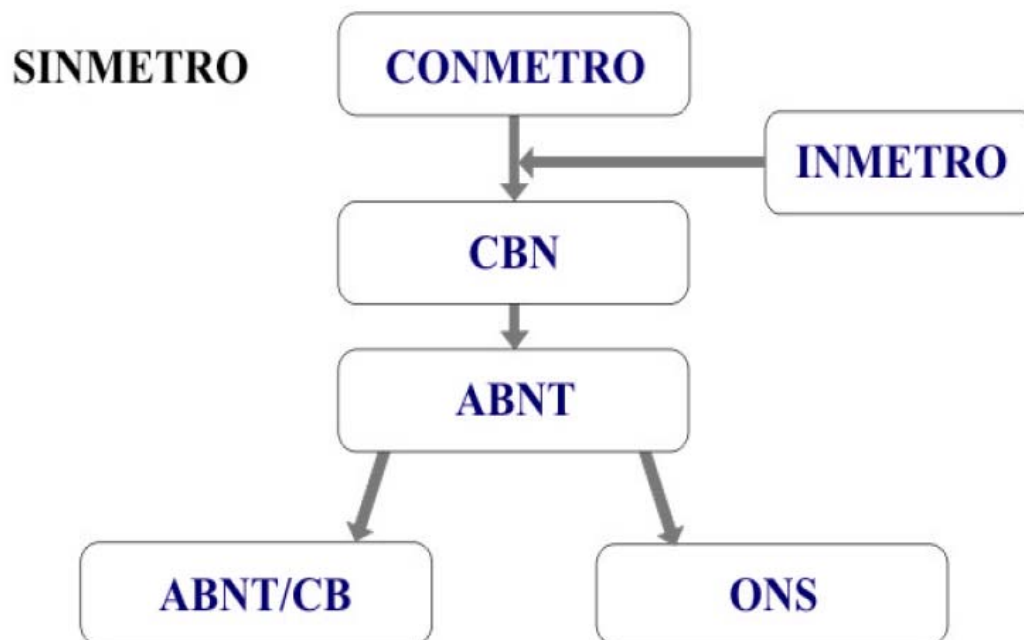 SINMETRO
CONMETRO
INMETRO
CBN
ABNT
ABNT/CB
ONS